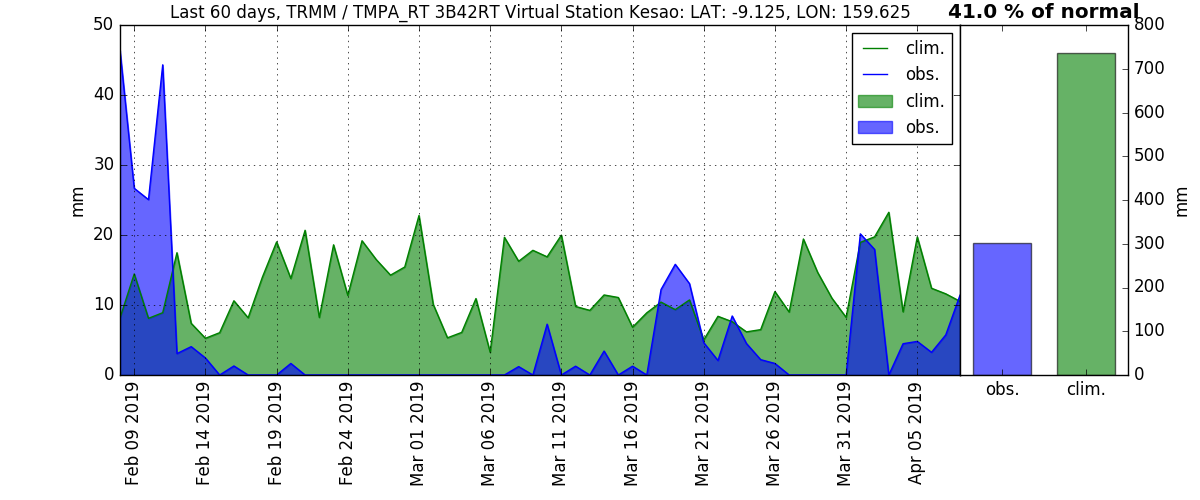 Last 60 days, TRMM / TMPA_RT 3B42RT Virtual Station Kesao: LAT: -9.125, LON: 159.625
41.0 % of normal
50
40
30
20
10
0
mm
clim.
obs.
clim.
obs.
800
700
600
500
400
300
200
100
0
mm
obs.
clim.
Feb 09 2019
Feb 14 2019
Feb 19 2019
Feb 24 2019
Mar 01 2019
Mar 06 2019
Mar 11 2019
Mar 16 2019
Mar 21 2019
Mar 26 2019
Mar 31 2019
Apr 05 2019